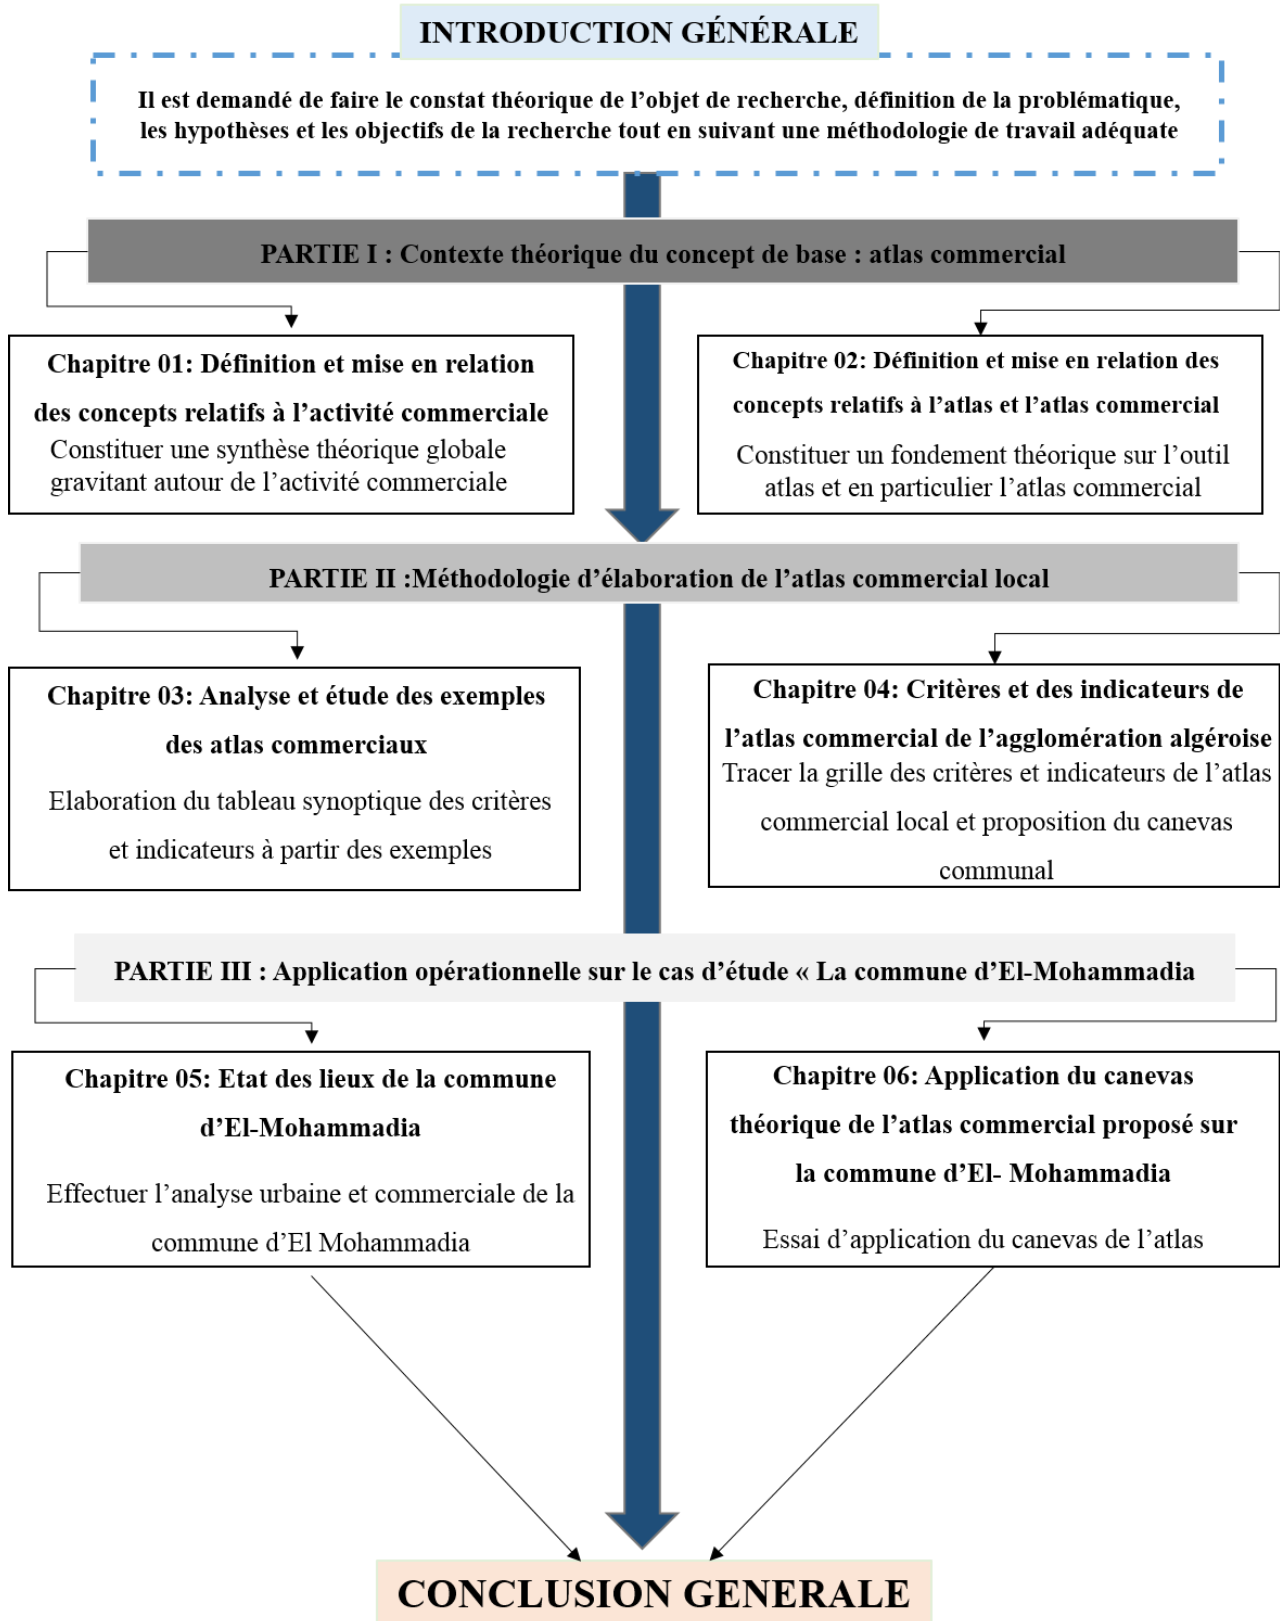 INTRODUCTION GÉNÉRALE
Il est demandé de faire le constat théorique de l’objet de recherche, définition de la problématique,
les hypothèses et les objectifs de la recherche tout en suivant une méthodologie de travail adéquate
PARTIE I : Contexte théorique du concept de base : atlas commercial
Chapitre 01: Définition et mise en relation
des concepts relatifs à l’activité commerciale
Constituer une synthèse théorique globale
gravitant autour de l’activité commerciale
Chapitre 02: Définition et mise en relation des
concepts relatifs à l’atlas et l’atlas commercial
Constituer un fondement théorique sur l’outil
atlas et en particulier l’atlas commercial
PARTIE II :Méthodologie d’élaboration de l’atlas commercial local
Chapitre 03: Analyse et étude des exemples
des atlas commerciaux
Elaboration du tableau synoptique des critères
et indicateurs à partir des exemples
Chapitre 04: Critères et des indicateurs de
l’atlas commercial de l’agglomération algéroise
Tracer la grille des critères et indicateurs de l’atlas
commercial local et proposition du canevas
communal
PARTIE III : Application opérationnelle sur le cas d’étude « La commune d’El-Mohammadia
Chapitre 05: Etat des lieux de la commune
d’El-Mohammadia
Effectuer l’analyse urbaine et commerciale de la
commune d’El Mohammadia
Chapitre 06: Application du canevas
théorique de l’atlas commercial proposé sur
la commune d’El- Mohammadia
Essai d’application du canevas de l’atlas
CONCLUSION GENERALE